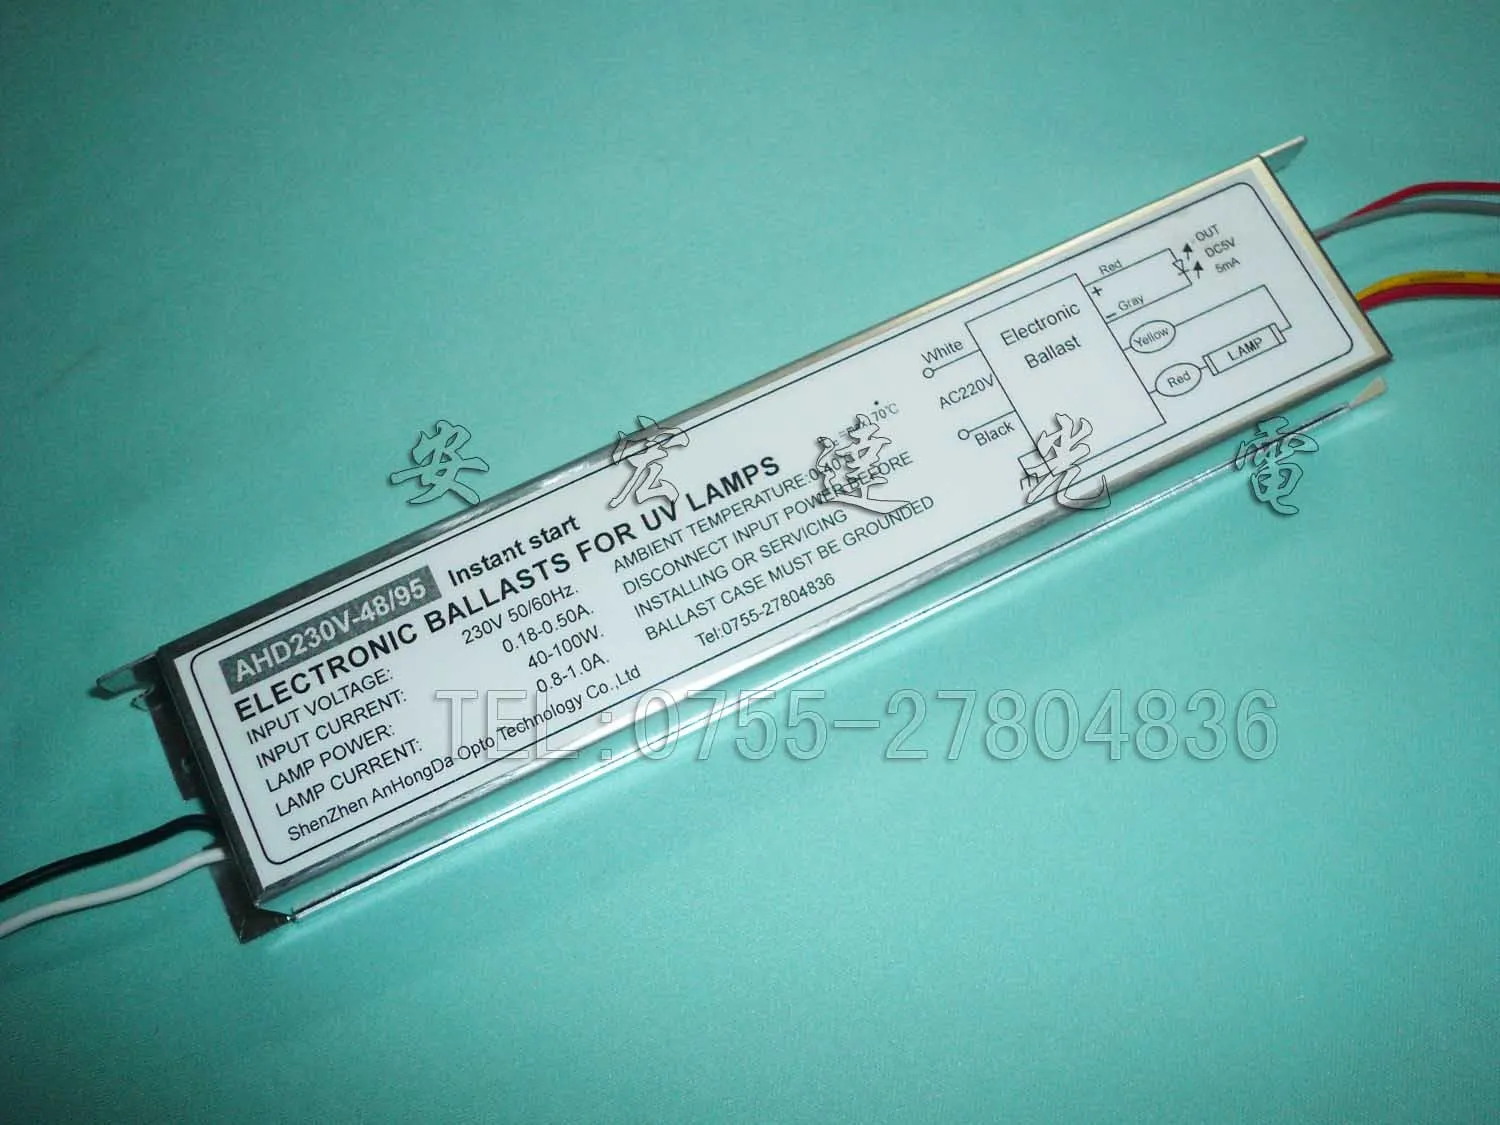 AHD230V-48/95 Instant start
ELECTRONIC BALLASTS FOR UV LAMPS
INPUT VOLTAGE: 230V 50/60Hz.
INPUT CURRENT: 0.18-0.50A.
LAMP POWER: 40-100W.
LAMP CURRENT: 0.8-1.0A.
ShenZhen AnHongDa Opto Technology Co.,Ltd
70℃
AMBIENT TEMPERATURE:0-40
DISCONNECT INPUT POWER BEFORE
INSTALLING OR SERVICING
BALLAST CASE MUST BE GROUNDED
Tel:0755-27804836
White
AC220V
Black
Electronic
Ballast
Red
+
Gray
−
OUT
DC5V
5mA
Yellow
Red
LAMP
安宏達光電
TEL:0755-27804836